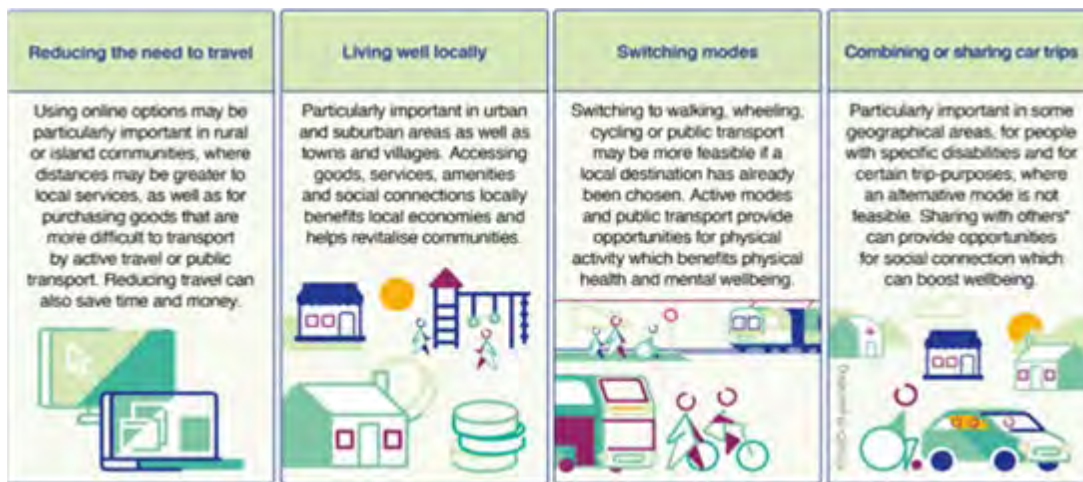 Reducing the need to travel
Using online options may be
particularly important in rural
or island communities, where
distances may be greater to
local services, as well as for
purchasing goods that are
more difficult to transport
by active travel or public
transport. Reducing travel can
also save time and money.
Living well locally
Particularly important in urban
and suburban areas as well as
towns and villages. Accessing
goods, services, amenities
and social connections locally
benefits local economies and
helps revitalise communities.
Switching modes
Switching to walking, wheeling,
cycling or public transport
may be more feasible if a
local destination has already
been chosen. Active modes
and public transport provide
opportunities for physical
activity which benefits physical
health and mental wellbeing.
Combining or sharing car trips
Particularly important in some
geographical areas, for people
with specific disabilities and for
certain trip-purposes, where
an alternative mode is not
feasible. Sharing with others*
can provide opportunities
for social connection which
can boost wellbeing.